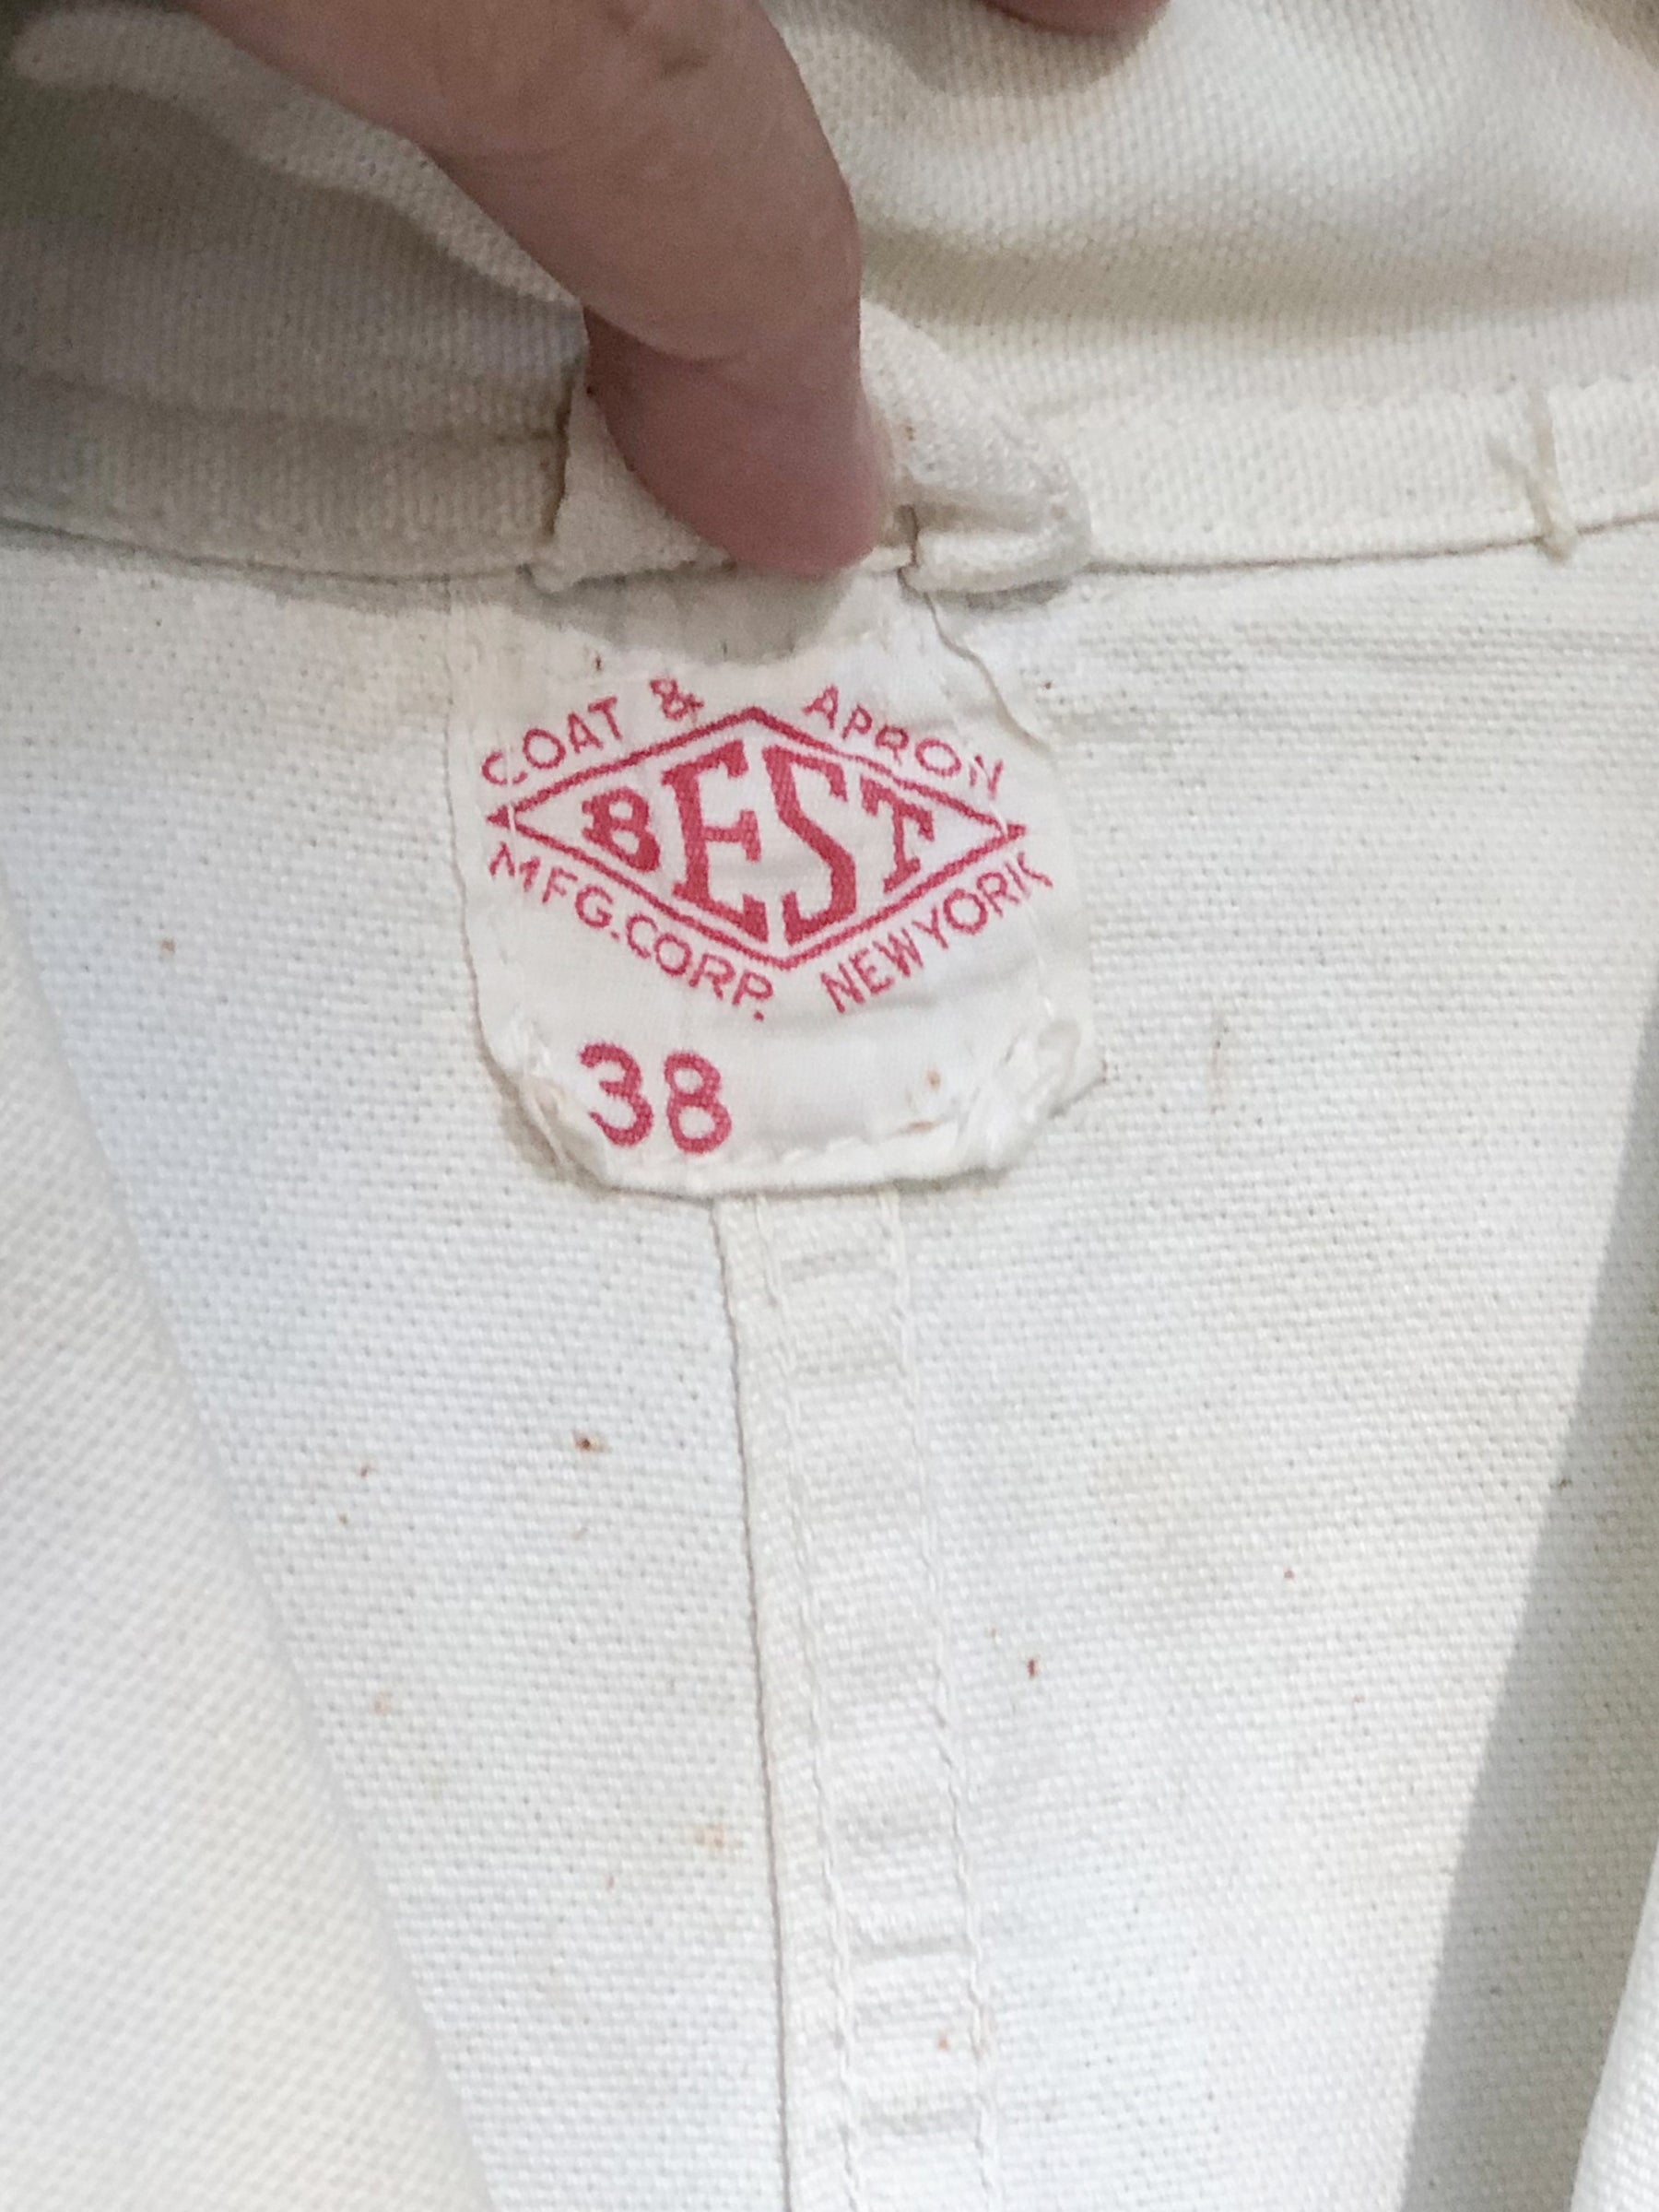 COAT & APRON
BEST
MFG. CORP. NEW YORK
38